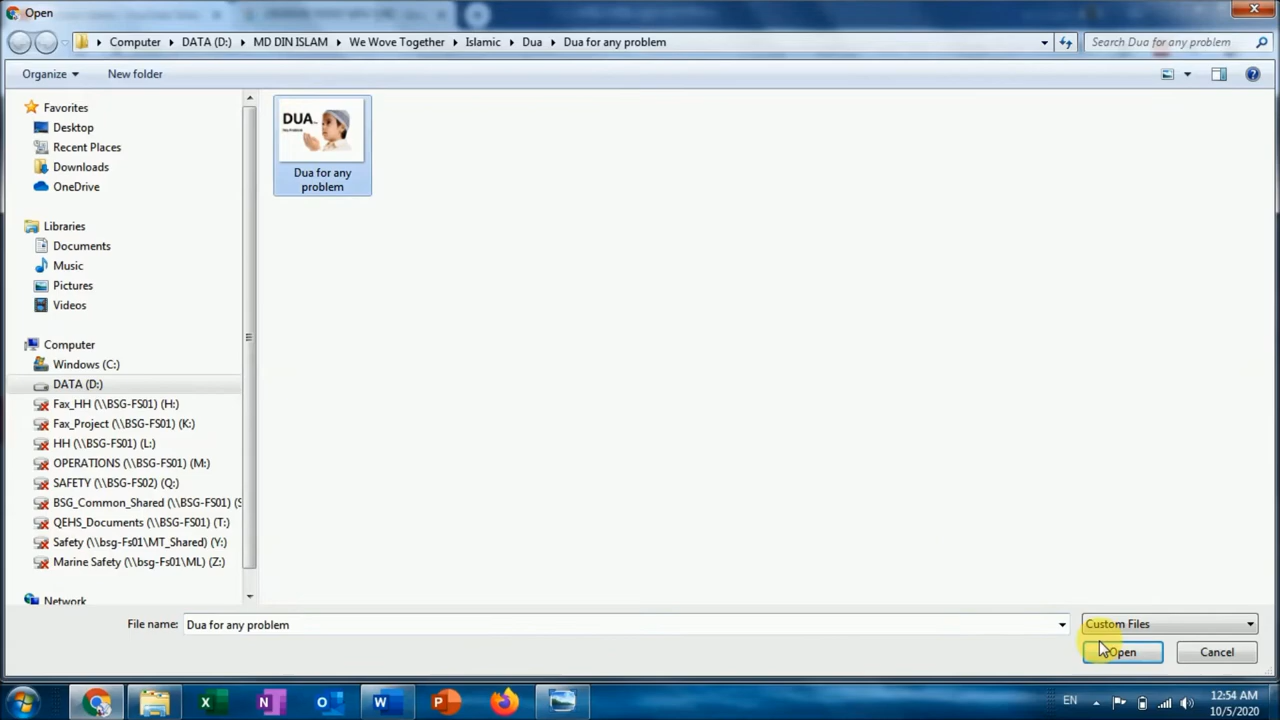 Open
Computer
DATA (D:)
MD DIN ISLAM
We Wove Together
Islamic
Dua
Dua for any problem
Search Dua for any problem
Organize
New folder
Favorites
Desktop
Recent Places
Downloads
OneDrive
Libraries
Documents
Music
Pictures
Videos
Computer
Windows (C:)
DATA (D:)
Fax_HH (\\BSG-FS01) (H:)
Fax_Project (\\BSG-FS01) (K:)
HH (\\BSG-FS01) (L:)
OPERATIONS (\\BSG-FS01) (M:)
SAFETY (\\BSG-FS02) (Q:)
BSG_Common_Shared (\\BSG-FS01) (S
QEHS_Documents (\\BSG-FS01) (T:)
Safety (\\bsg-Fs01\MT_Shared) (Y:)
Marine Safety (\\bsg-Fs01\ML) (Z:)
Network
DUA
Dua for any
problem
File name:
Dua for any problem
Custom Files
Open
Cancel
EN
12:54 AM
10/5/2020